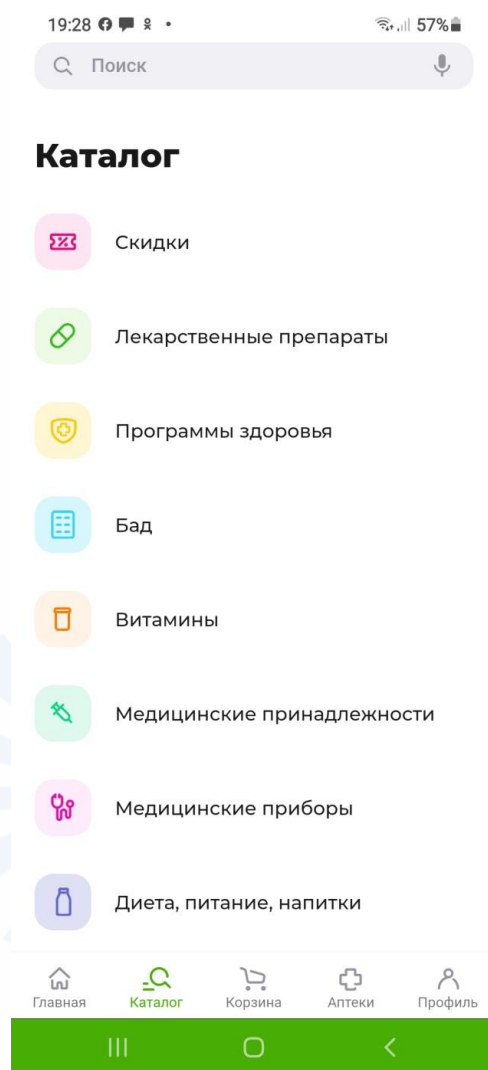 19:28
57%
Поиск
Каталог
Скидки
Лекарственные препараты
Программы здоровья
Бад
Витамины
Медицинские принадлежности
Медицинские приборы
Диета, питание, напитки
Главная Каталог Корзина Аптеки Профиль